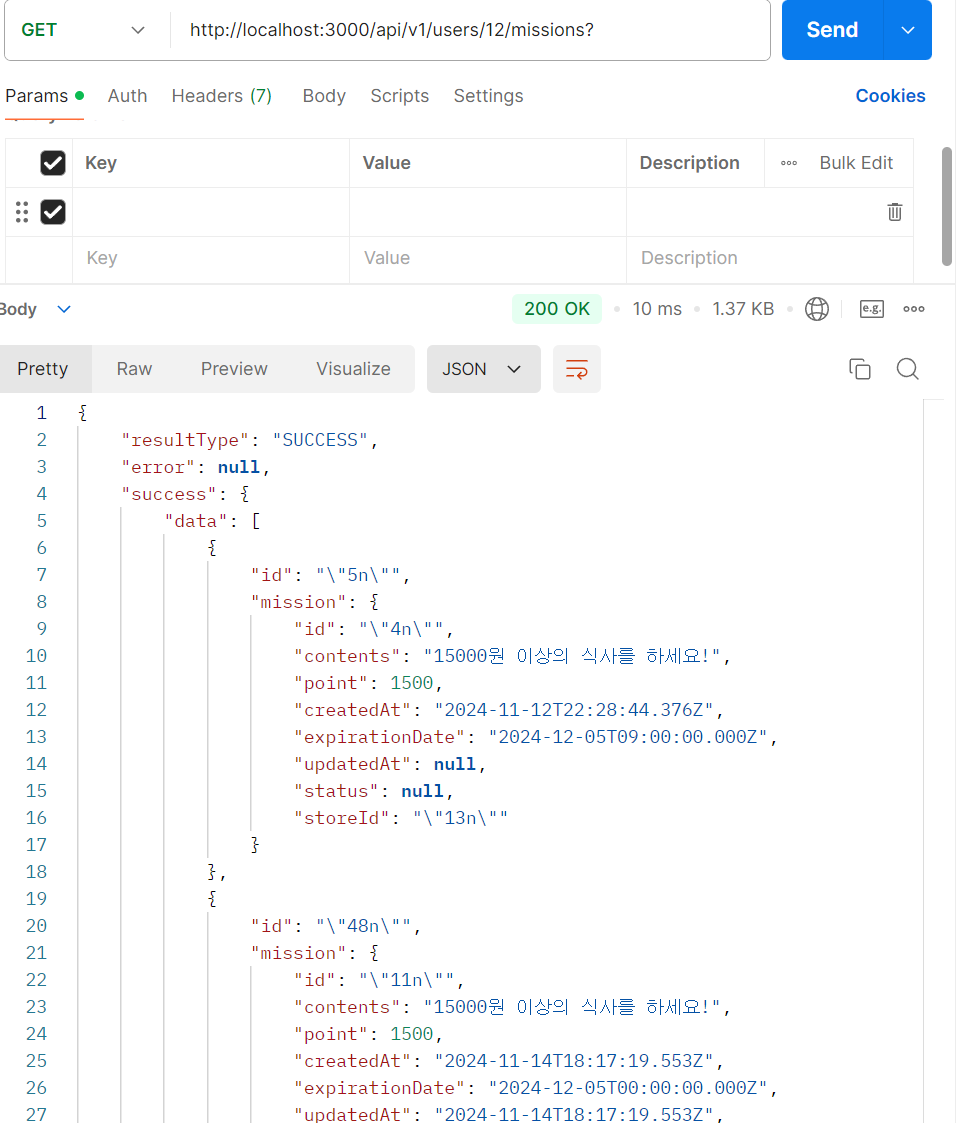 GET http://localhost:3000/api/v1/users/12/missions? Send
Params Auth Headers (7) Body Scripts Settings Cookies
Key Value Description Bulk Edit
Key Value Description
Body 200 OK 10 ms 1.37 KB e.g.
Pretty Raw Preview Visualize JSON
1 {
2 "resultType": "SUCCESS",
3 "error": null,
4 "success": {
5 "data": [
6 {
7 "id": "\"5n\"",
8 "mission": {
9 "id": "\"4n\"",
10 "contents": "15000원 이상의 식사를 하세요!",
11 "point": 1500,
12 "createdAt": "2024-11-12T22:28:44.376Z",
13 "expirationDate": "2024-12-05T09:00:00.000Z",
14 "updatedAt": null,
15 "status": null,
16 "storeId": "\"13n\""
17 }
18 },
19 {
20 "id": "\"48n\"",
21 "mission": {
22 "id": "\"11n\"",
23 "contents": "15000원 이상의 식사를 하세요!",
24 "point": 1500,
25 "createdAt": "2024-11-14T18:17:19.553Z",
26 "expirationDate": "2024-12-05T00:00:00.000Z",
27 "updatedAt": "2024-11-14T18:17:19.553Z",